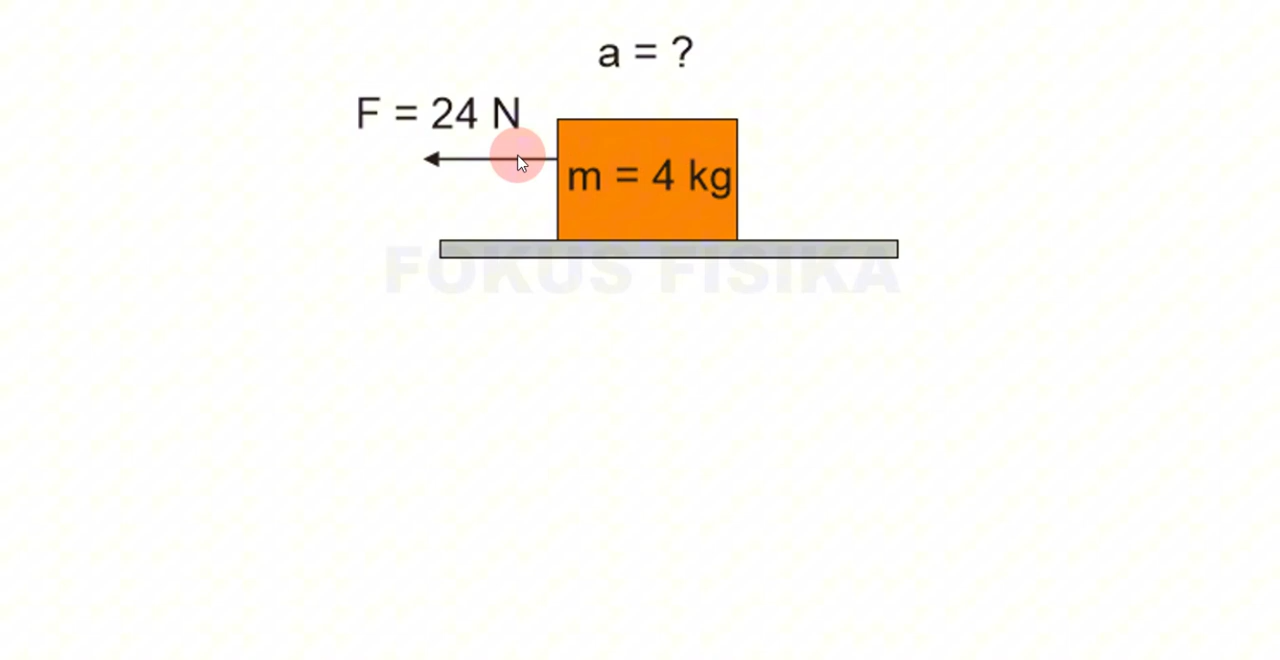 a = ?
F = 24 N
m = 4 kg
FOKUS FISIKA